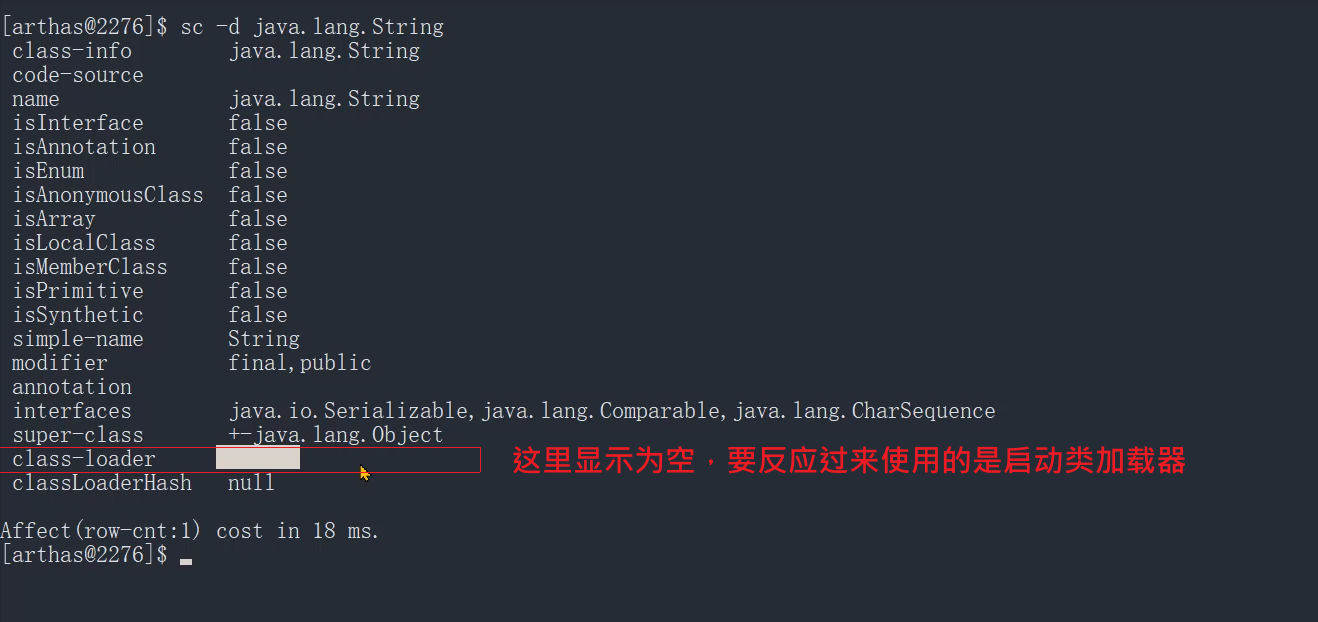 [arthas@2276]$ sc -d java.lang.String
class-info java.lang.String
code-source
name java.lang.String
isInterface false
isAnnotation false
isEnum false
isAnonymousClass false
isArray false
isLocalClass false
isMemberClass false
isPrimitive false
isSynthetic false
simple-name String
modifier final,public
annotation
interfaces java.io.Serializable,java.lang.Comparable,java.lang.CharSequence
super-class +-java.lang.Object
class-loader 这里显示为空，要反应过来使用的是启动类加载器
classLoaderHash null
Affect(row-cnt:1) cost in 18 ms.
[arthas@2276]$